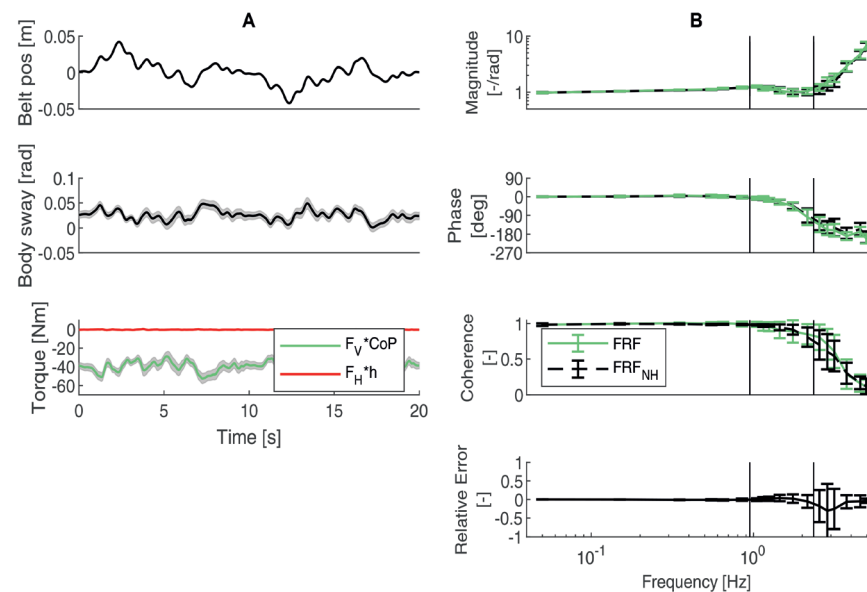 A
Belt pos [m]
0.05
0
-0.05
Body sway [rad]
0.1
0.05
0
-0.05
Torque [Nm]
0
-20
-40
-60
F_V*CoP
F_H*h
0
5
10
15
20
Time [s]
B
Magnitude
[-/rad]
10
1
Phase
[deg]
90
0
-90
-180
-270
Coherence
[-]
1
0.5
0
FRF
FRF_NH
Relative Error
[-]
1
0.5
0
-0.5
-1
10^-1
10^0
Frequency [Hz]